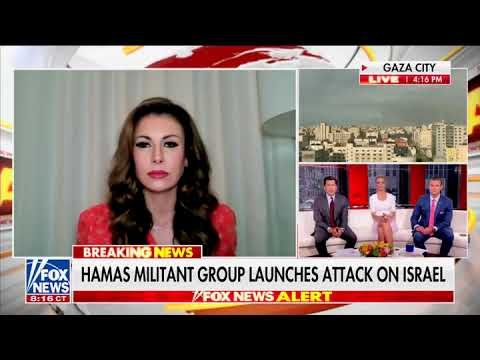 GAZA CITY
LIVE 4:16 PM
BREAKING NEWS
FOX
NEWS
8:16 CT
HAMAS MILITANT GROUP LAUNCHES ATTACK ON ISRAEL
FOX NEWS ALERT